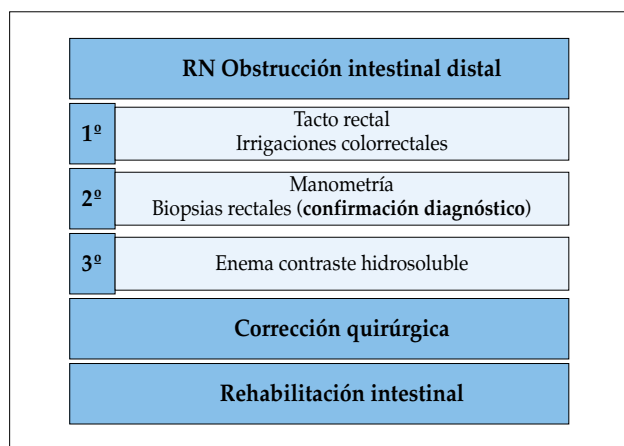 RN Obstrucción intestinal distal
1º
Tacto rectal
Irrigaciones colorrectales
2º
Manometría
Biopsias rectales (confirmación diagnóstico)
3º
Enema contraste hidrosoluble
Corrección quirúrgica
Rehabilitación intestinal